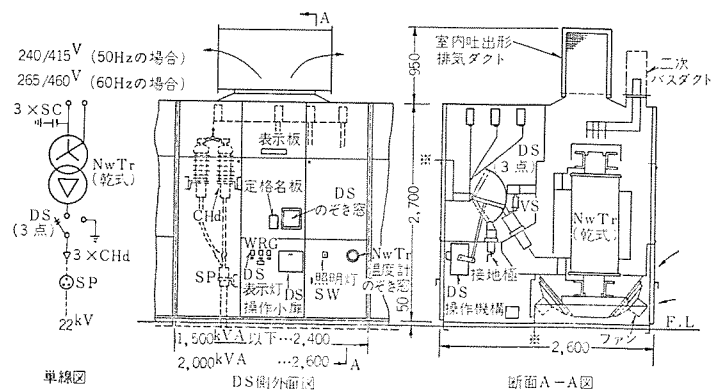 240/415V (50Hzの場合)
265/460V (60Hzの場合)
3×SC
NwTr
(乾式)
DS
(3点)
3×CHd
SP
22kV
単線図
A
表示板
定格名板
DS
のぞき窓
CHd
WRG
DS
表示灯
SP
DS
操作小扉
照明灯
SW
NwTr
温度計
のぞき窓
1,500kVA 以下…2,400
2,000kVA …2,600
A
DS側外面図
950
※
2,700
50
室内吐出形
排気ダクト
二次
バスダクト
DS
(3点)
VS
NwTr
(乾式)
接地極
DS
操作機構
ファン
F.L
※
2,600
断面A-A図